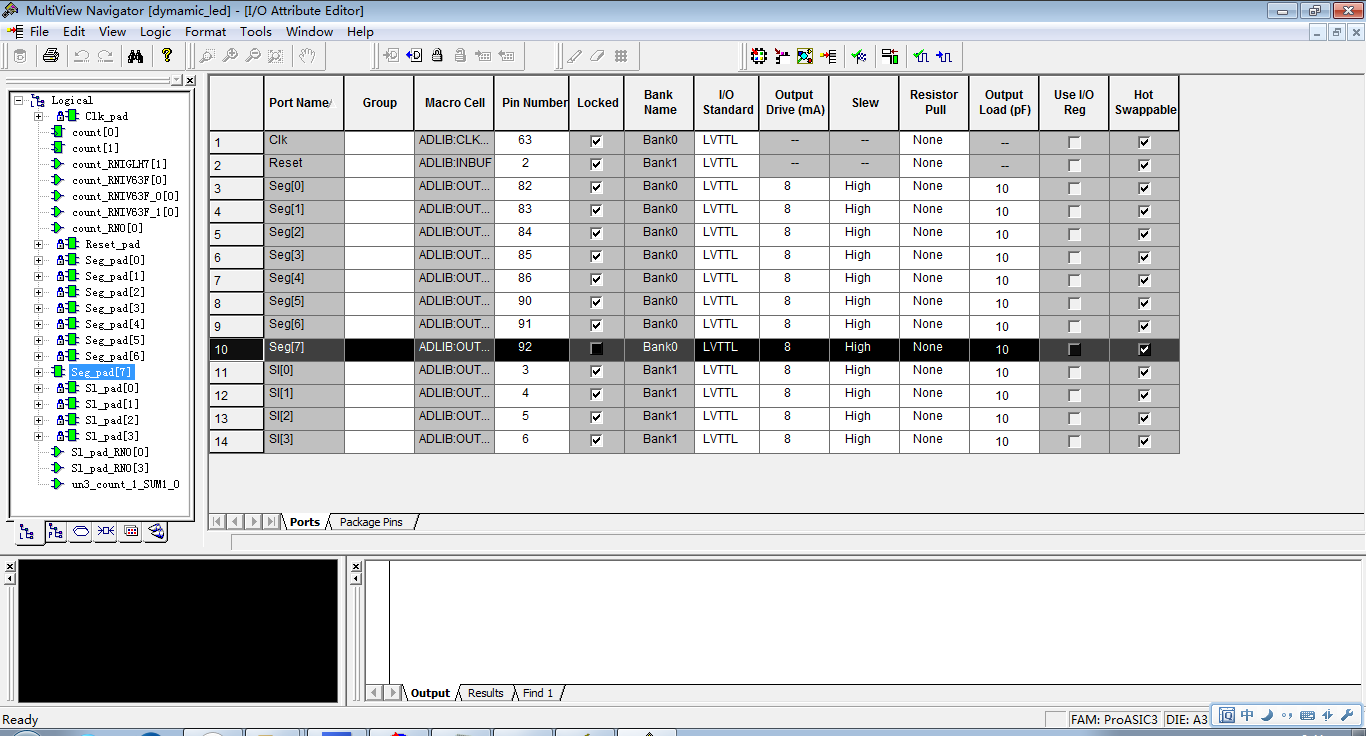 MultiView Navigator [dymamic_led] - [I/O Attribute Editor]
File Edit View Logic Format Tools Window Help
Logical
Clk_pad
count[0]
count[1]
count_RNIGLH7[1]
count_RNIV63F[0]
count_RNIV63F_0[0]
count_RNIV63F_1[0]
count_RNO[0]
Reset_pad
Seg_pad[0]
Seg_pad[1]
Seg_pad[2]
Seg_pad[3]
Seg_pad[4]
Seg_pad[5]
Seg_pad[6]
Seg_pad[7]
Sl_pad[0]
Sl_pad[1]
Sl_pad[2]
Sl_pad[3]
Sl_pad_RNO[0]
Sl_pad_RNO[3]
un3_count_1_SUM1_0
Port Name/ Group Macro Cell Pin Number Locked Bank Name I/O Standard Output Drive (mA) Slew Resistor Pull Output Load (pF) Use I/O Reg Hot Swappable
1 Clk ADLIB:CLK... 63 Bank0 LVTTL -- -- None --
2 Reset ADLIB:INBUF 2 Bank1 LVTTL -- -- None --
3 Seg[0] ADLIB:OUT... 82 Bank0 LVTTL 8 High None 10
4 Seg[1] ADLIB:OUT... 83 Bank0 LVTTL 8 High None 10
5 Seg[2] ADLIB:OUT... 84 Bank0 LVTTL 8 High None 10
6 Seg[3] ADLIB:OUT... 85 Bank0 LVTTL 8 High None 10
7 Seg[4] ADLIB:OUT... 86 Bank0 LVTTL 8 High None 10
8 Seg[5] ADLIB:OUT... 90 Bank0 LVTTL 8 High None 10
9 Seg[6] ADLIB:OUT... 91 Bank0 LVTTL 8 High None 10
10 Seg[7] ADLIB:OUT... 92 Bank0 LVTTL 8 High None 10
11 Sl[0] ADLIB:OUT... 3 Bank1 LVTTL 8 High None 10
12 Sl[1] ADLIB:OUT... 4 Bank1 LVTTL 8 High None 10
13 Sl[2] ADLIB:OUT... 5 Bank1 LVTTL 8 High None 10
14 Sl[3] ADLIB:OUT... 6 Bank1 LVTTL 8 High None 10
Ports Package Pins
Output Results Find 1
Ready FAM: ProASIC3 DIE: A3 中